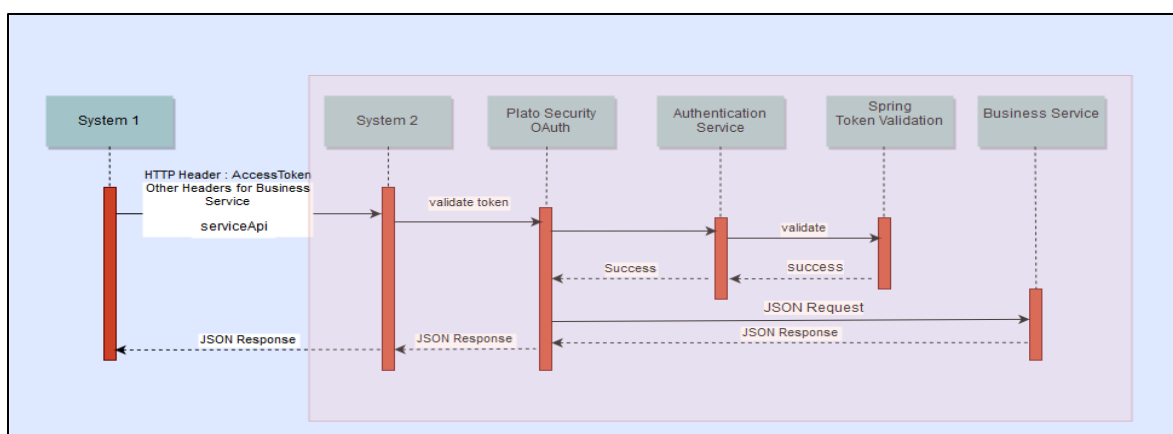 System 1
System 2
Plato Security
OAuth
Authentication
Service
Spring
Token Validation
Business Service
HTTP Header : AccessToken
Other Headers for Business
Service
serviceApi
validate token
validate
Success
success
JSON Request
JSON Response
JSON Response
JSON Response